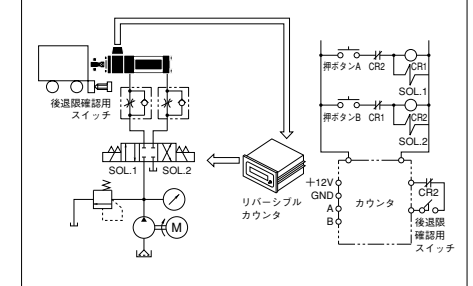 後退限確認用
スイッチ
SOL.1 SOL.2
M
リバーシブル
カウンタ
押ボタンA CR2 CR1
SOL.1
押ボタンB CR1 CR2
SOL.2
+12V
GND
A
B
カウンタ
CR2
後退限
確認用
スイッチ